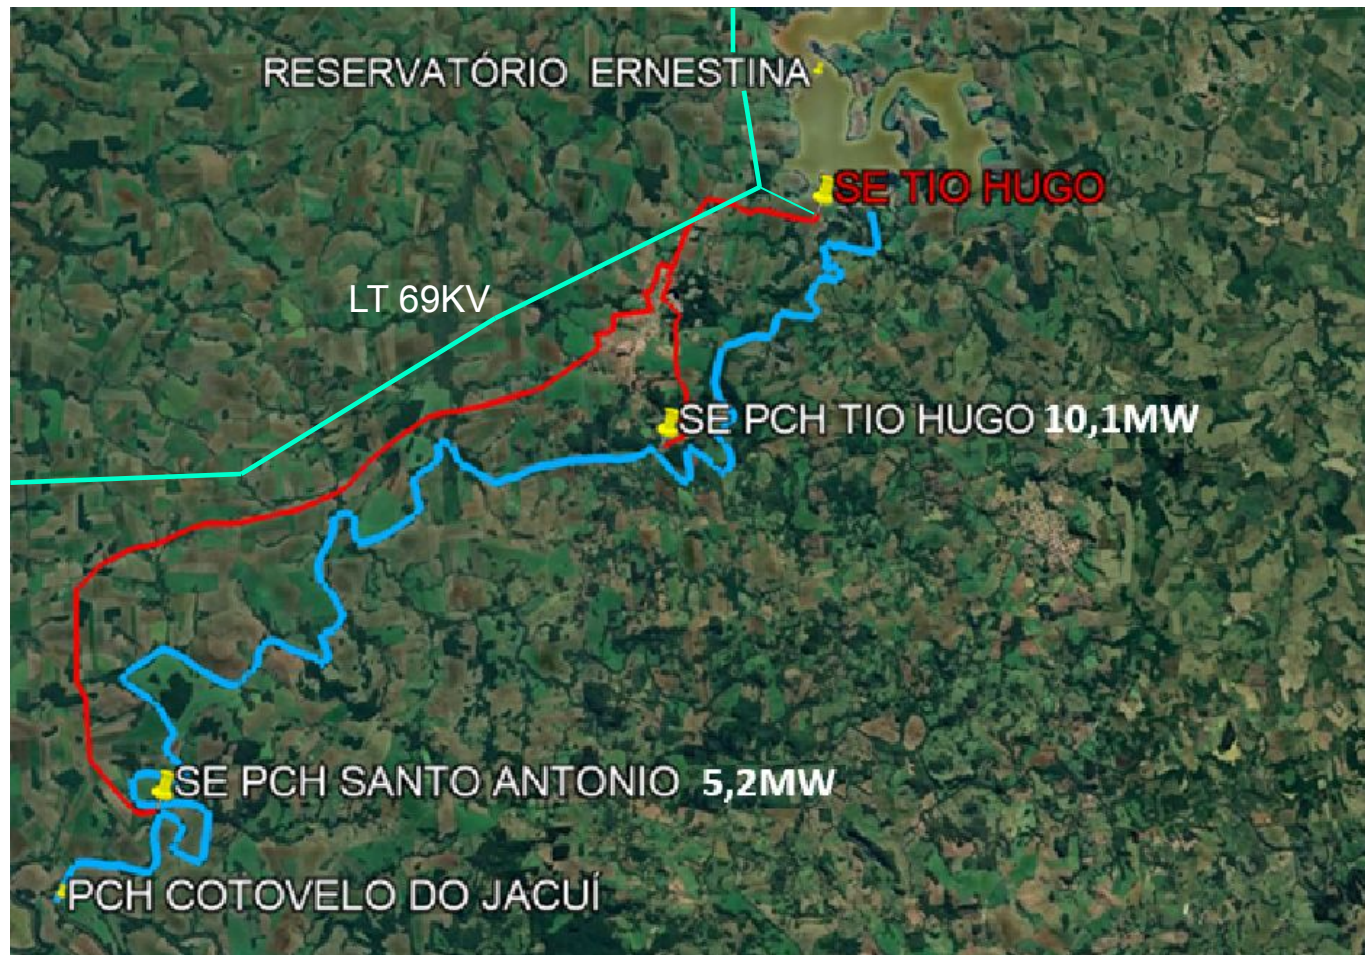 RESERVATÓRIO ERNESTINA
SE TIO HUGO
LT 69KV
SE PCH TIO HUGO 10,1MW
SE PCH SANTO ANTONIO 5,2MW
PCH COTOVELO DO JACUÍ